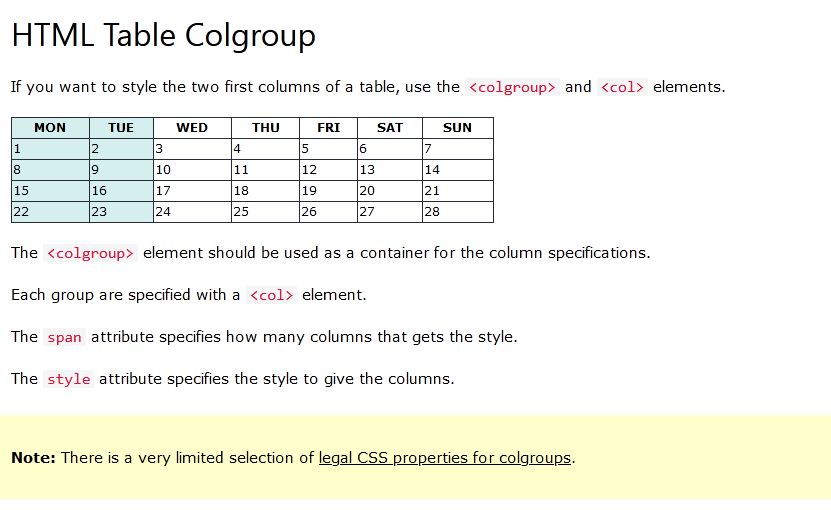 HTML Table Colgroup
If you want to style the two first columns of a table, use the <colgroup> and <col> elements.
MON TUE WED THU FRI SAT SUN
1 2 3 4 5 6 7
8 9 10 11 12 13 14
15 16 17 18 19 20 21
22 23 24 25 26 27 28
The <colgroup> element should be used as a container for the column specifications.
Each group are specified with a <col> element.
The span attribute specifies how many columns that gets the style.
The style attribute specifies the style to give the columns.
Note: There is a very limited selection of legal CSS properties for colgroups.